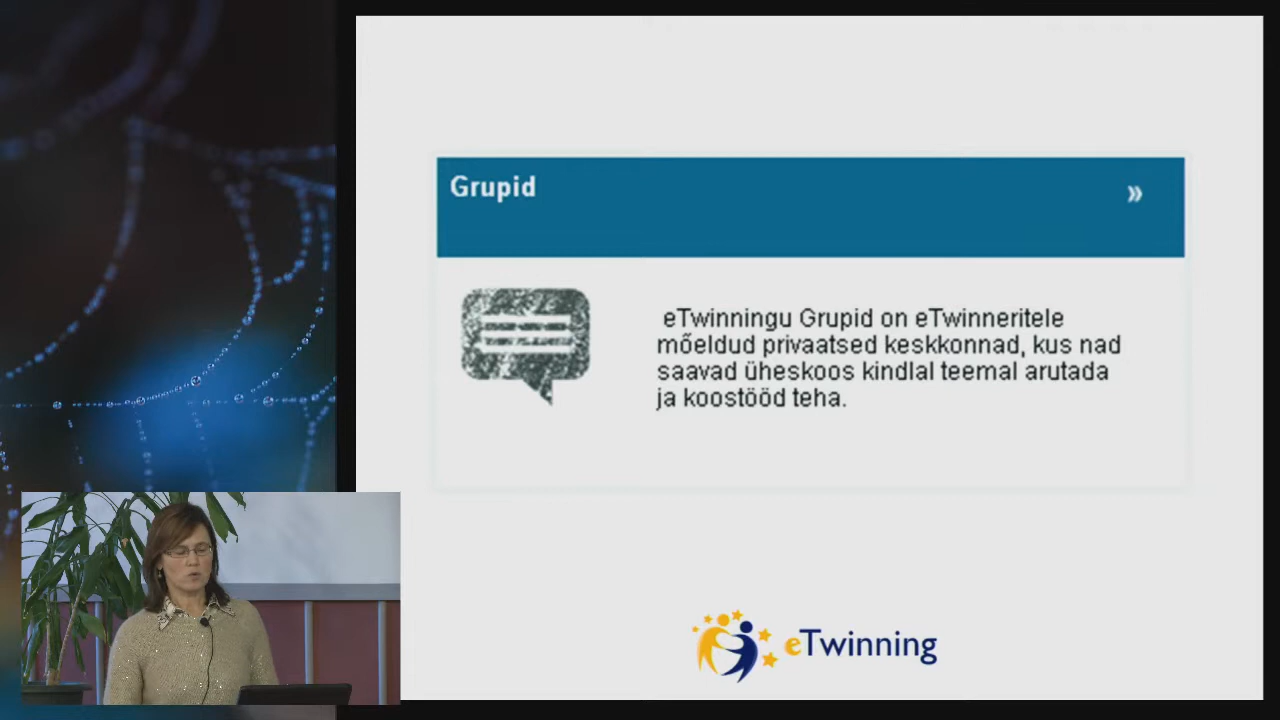 Grupid
»
eTwinningu Grupid on eTwinneritele
mõeldud privaatsed keskkonnad, kus nad
saavad üheskoos kindlal teemal arutada
ja koostööd teha.
eTwinning